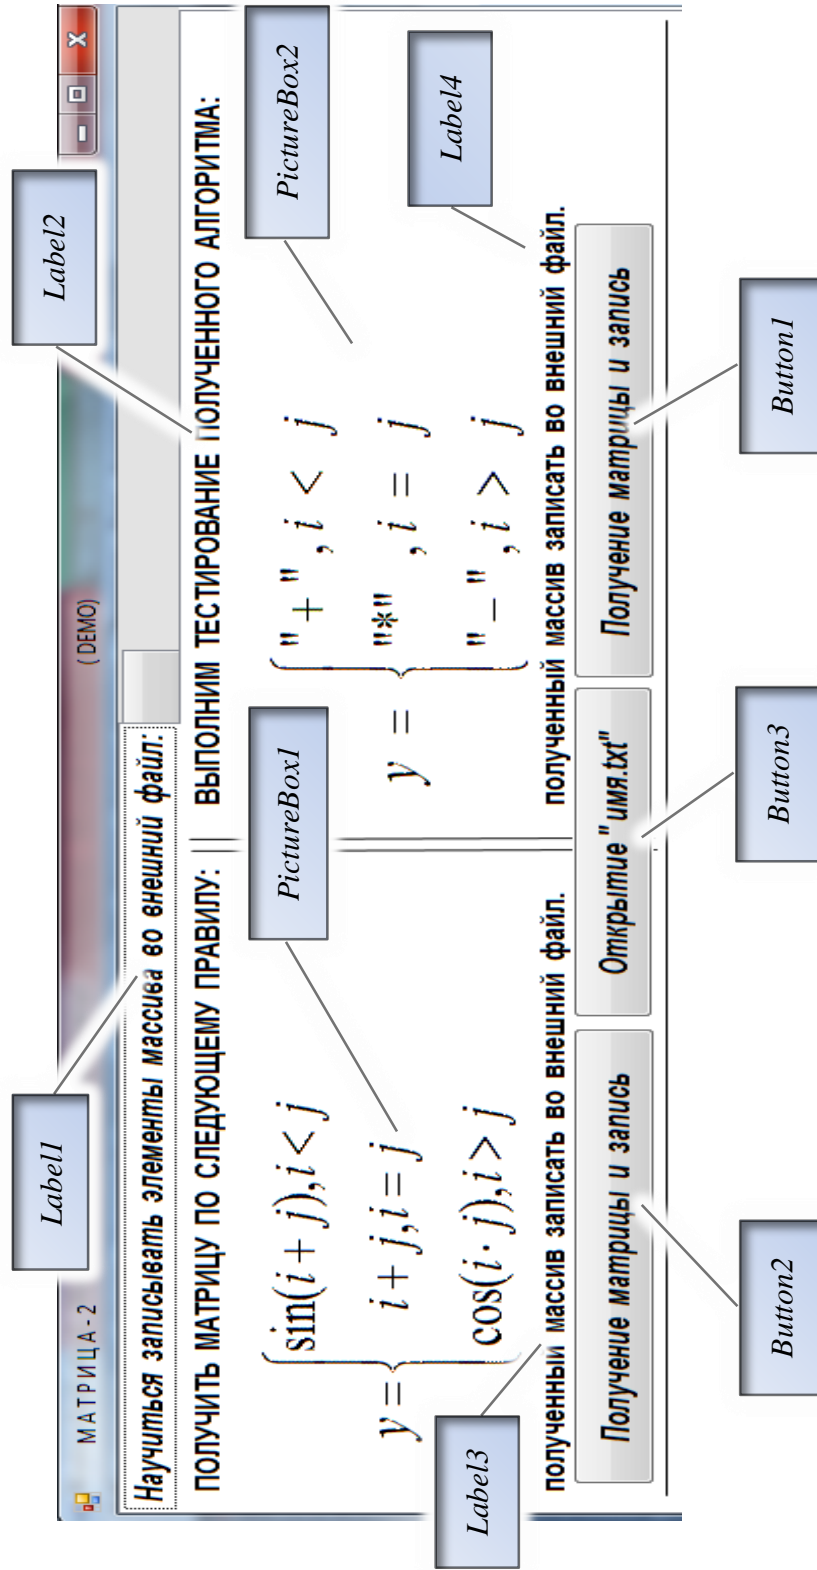 Label1
Label2
МАТРИЦА-2
( DEMO)
Научиться записывать элементы массива во внешний файл:
ПОЛУЧИТЬ МАТРИЦУ ПО СЛЕДУЮЩЕМУ ПРАВИЛУ:
ВЫПОЛНИМ ТЕСТИРОВАНИЕ ПОЛУЧЕННОГО АЛГОРИТМА:
PictureBox1
PictureBox2
sin(i + j), i < j
y = i + j, i = j
cos(i · j), i > j
"+" , i < j
y = "*" , i = j
"−" , i > j
Label3
Label4
полученный массив записать во внешний файл.
полученный массив записать во внешний файл.
Получение матрицы и запись
Открытие "имя.txt"
Получение матрицы и запись
Button2
Button3
Button1